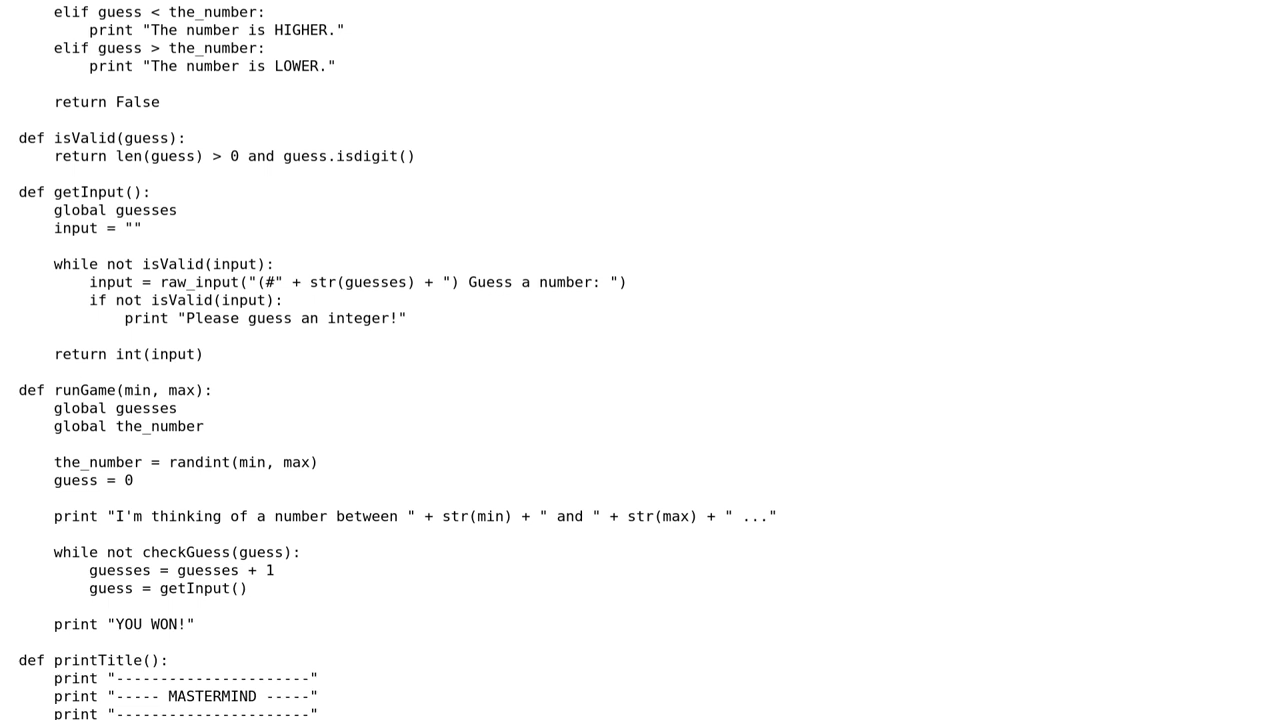 elif guess < the_number:
        print "The number is HIGHER."
    elif guess > the_number:
        print "The number is LOWER."

    return False

def isValid(guess):
    return len(guess) > 0 and guess.isdigit()

def getInput():
    global guesses
    input = ""

    while not isValid(input):
        input = raw_input("(#" + str(guesses) + ") Guess a number: ")
        if not isValid(input):
            print "Please guess an integer!"

    return int(input)

def runGame(min, max):
    global guesses
    global the_number

    the_number = randint(min, max)
    guess = 0

    print "I'm thinking of a number between " + str(min) + " and " + str(max) + " ..."

    while not checkGuess(guess):
        guesses = guesses + 1
        guess = getInput()

    print "YOU WON!"

def printTitle():
    print "----------------------"
    print "----- MASTERMIND -----"
    print "----------------------"